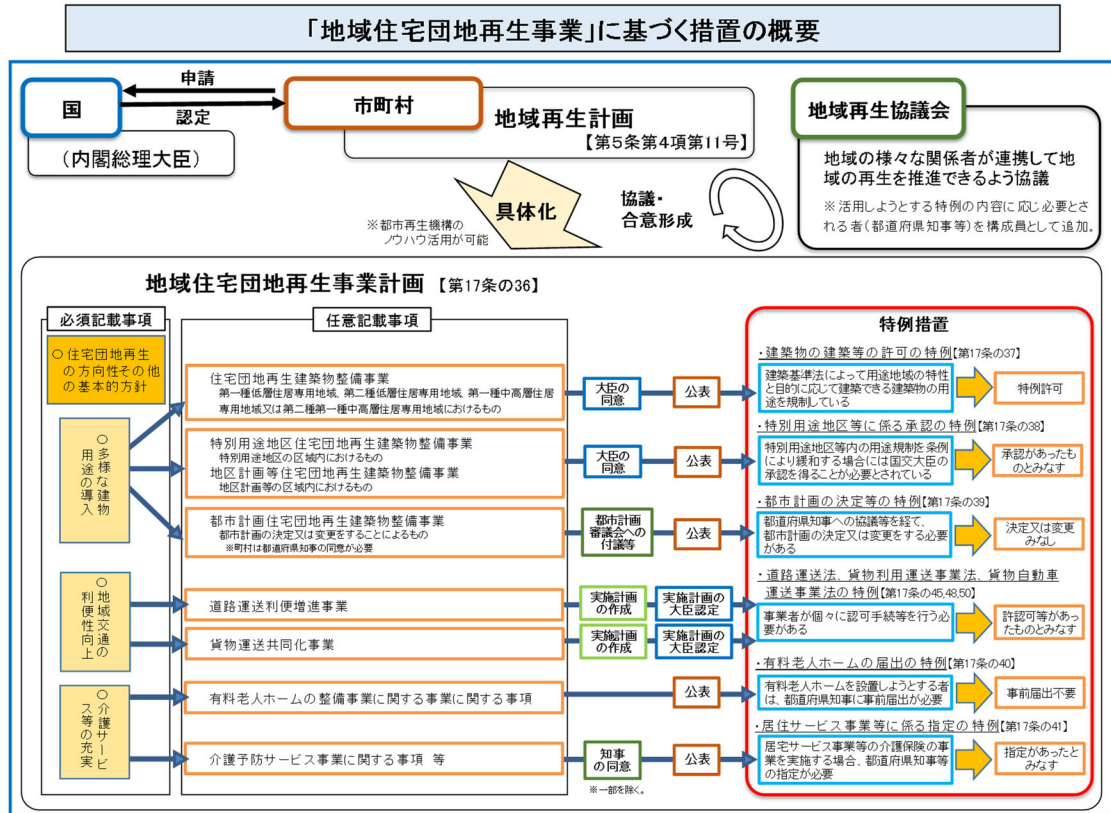 「地域住宅団地再生事業」に基づく措置の概要
国
申請
認定
市町村
(内閣総理大臣)
地域再生計画
【第5条第4項第11号】
地域再生協議会
地域の様々な関係者が連携して地
域の再生を推進できるよう協議
※活用しようとする特例の内容に応じ必要とさ
れる者(都道府県知事等)を構成員として追加。
具体化
※都市再生機構の
ノウハウ活用が可能
協議・
合意形成
地域住宅団地再生事業計画 【第17条の36】
必須記載事項
任意記載事項
特例措置
○住宅団地再生
の方向性その他
の基本的方針
○多様な建物
用途の導入
住宅団地再生建築物整備事業
第一種低層住居専用地域、第二種低層住居専用地域、第一種中高層住居
専用地域又は第二種第一種中高層住居専用地域におけるもの
大臣の
同意
公表
・建築物の建築等の許可の特例【第17条の37】
建築基準法によって用途地域の特性
と目的に応じて建築できる建築物の用
途を規制している
特例許可
特別用途地区住宅団地再生建築物整備事業
特別用途地区の区域内におけるもの
地区計画等住宅団地再生建築物整備事業
地区計画等の区域内におけるもの
大臣の
同意
公表
・特別用途地区等に係る承認の特例【第17条の38】
特別用途地区等内の用途規制を条例
により緩和する場合には国交大臣の
承認を得ることが必要とされている
承認があったも
のとみなす
都市計画住宅団地再生建築物整備事業
都市計画の決定又は変更をすることによるもの
※町村は都道府県知事の同意が必要
都市計画
審議会への
付議等
公表
・都市計画の決定等の特例【第17条の39】
都道府県知事への協議等を経て、
都市計画の決定又は変更をする必要
がある
決定又は変更
みなし
○地域交通の
利便性向上
道路運送利便増進事業
実施計画
の作成
実施計画の
大臣認定
貨物運送共同化事業
実施計画
の作成
実施計画の
大臣認定
・道路運送法、貨物利用運送事業法、貨物自動車
運送事業法の特例【第17条の45,48,50】
事業者が個々に認可手続等を行う必
要がある
許認可等があっ
たものとみなす
○介護サービ
ス等の充実
有料老人ホームの整備事業に関する事業に関する事項
公表
・有料老人ホームの届出の特例【第17条の40】
有料老人ホームを設置しようとする者
は、都道府県知事に事前届出が必要
事前届出不要
介護予防サービス事業に関する事項 等
知事
の同意
※一部を除く。
公表
・居住サービス事業等に係る指定の特例【第17条の41】
居宅サービス事業等の介護保険の事
業を実施する場合、都道府県知事等
の指定が必要
指定があったと
みなす